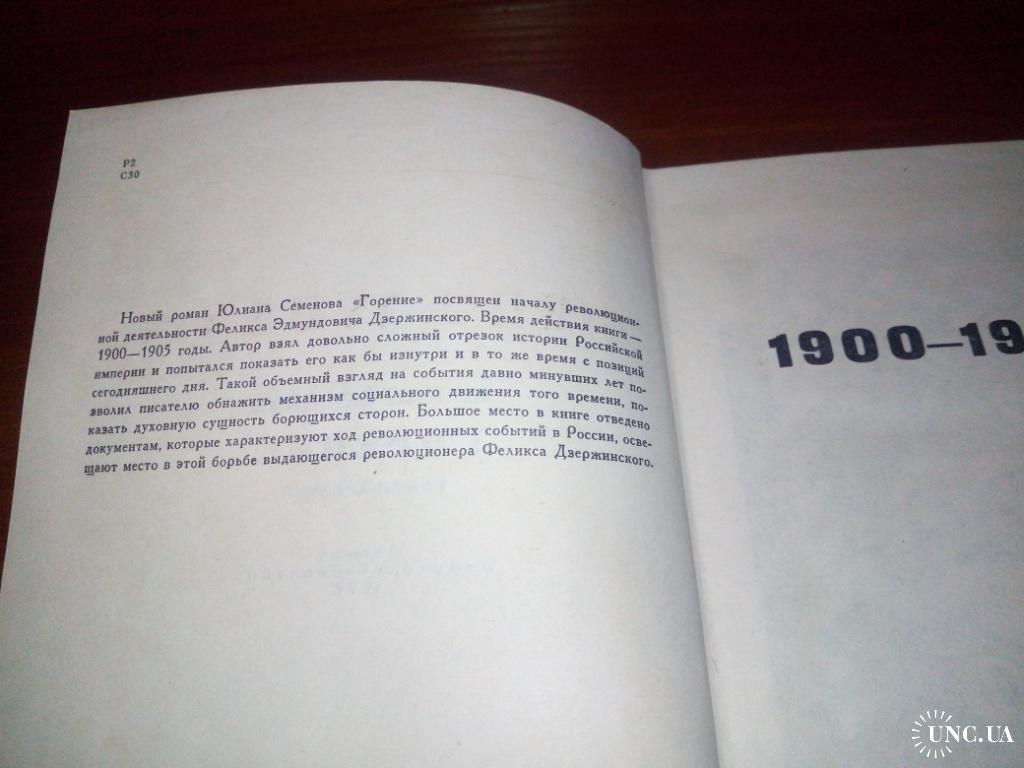 Р2
С30
Новый роман Юлиана Семенова «Горение» посвящен началу революцион-
ной деятельности Феликса Эдмундовича Дзержинского. Время действия книги —
1900—1905 годы. Автор взял довольно сложный отрезок истории Российской
империи и попытался показать его как бы изнутри и в то же время с позиций
сегодняшнего дня. Такой объемный взгляд на события давно минувших лет по-
зволил писателю обнажить механизм социального движения того времени, по-
казать духовную сущность борющихся сторон. Большое место в книге отведено
документам, которые характеризуют ход революционных событий в России, осве-
щают место в этой борьбе выдающегося революционера Феликса Дзержинского.
1900—19
UNC.UA